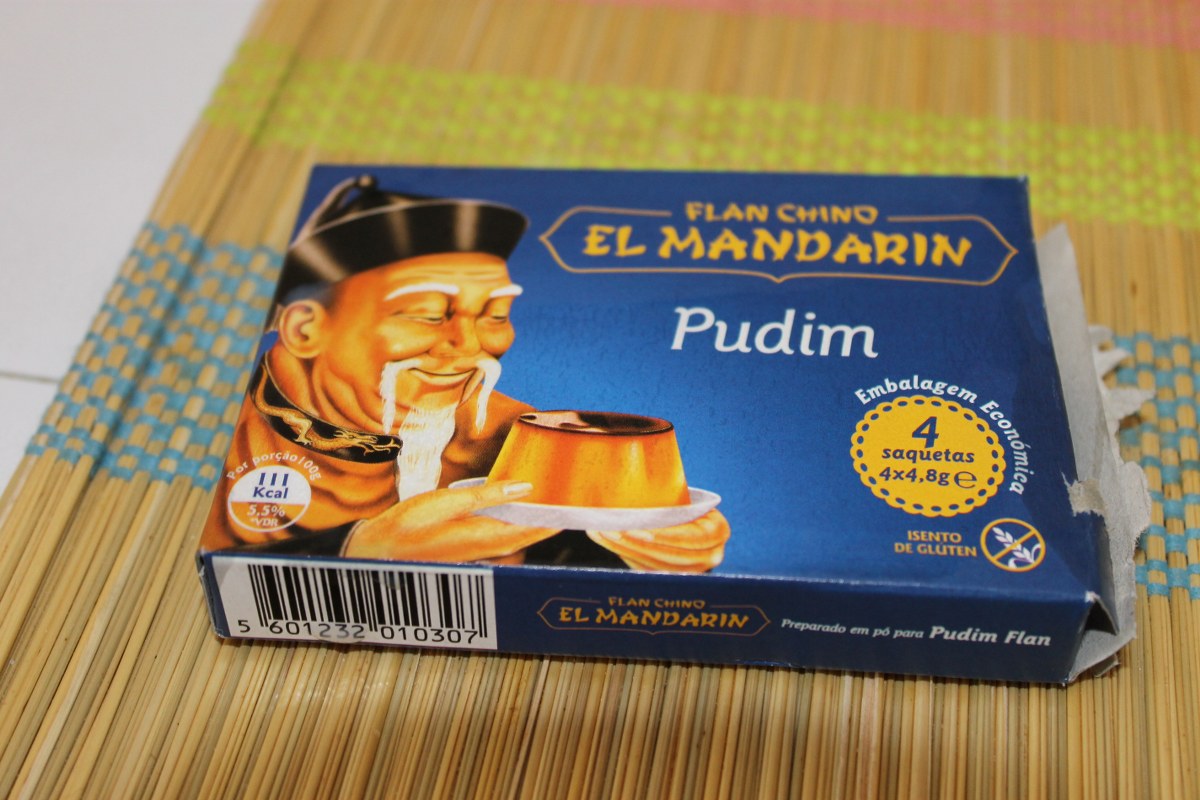 FLAN CHINO
EL MANDARIN
Pudim
Embalagem Económica
4
saquetas
4x4,8g e
ISENTO
DE GLÚTEN
Por porção 100g
111
Kcal
5,5%
*VDR
5 601232 010307
FLAN CHINO
EL MANDARIN
Preparado em pó para Pudim Flan